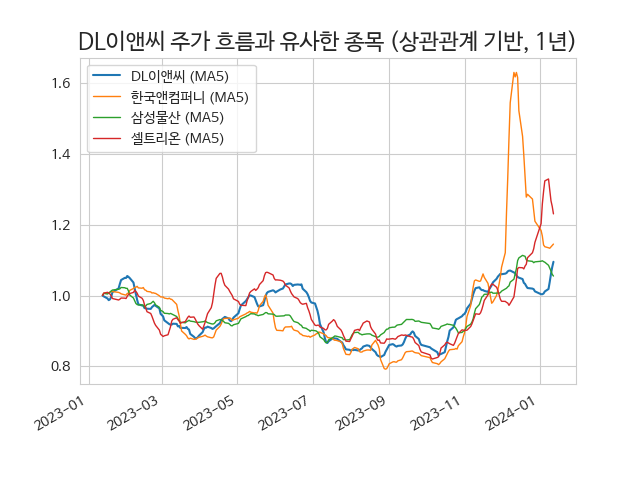 DL이앤씨 주가 흐름과 유사한 종목 (상관관계 기반, 1년)
DL이앤씨 (MA5)
한국앤컴퍼니 (MA5)
삼성물산 (MA5)
셀트리온 (MA5)
1.6
1.4
1.2
1.0
0.8
2023-01
2023-03
2023-05
2023-07
2023-09
2023-11
2024-01